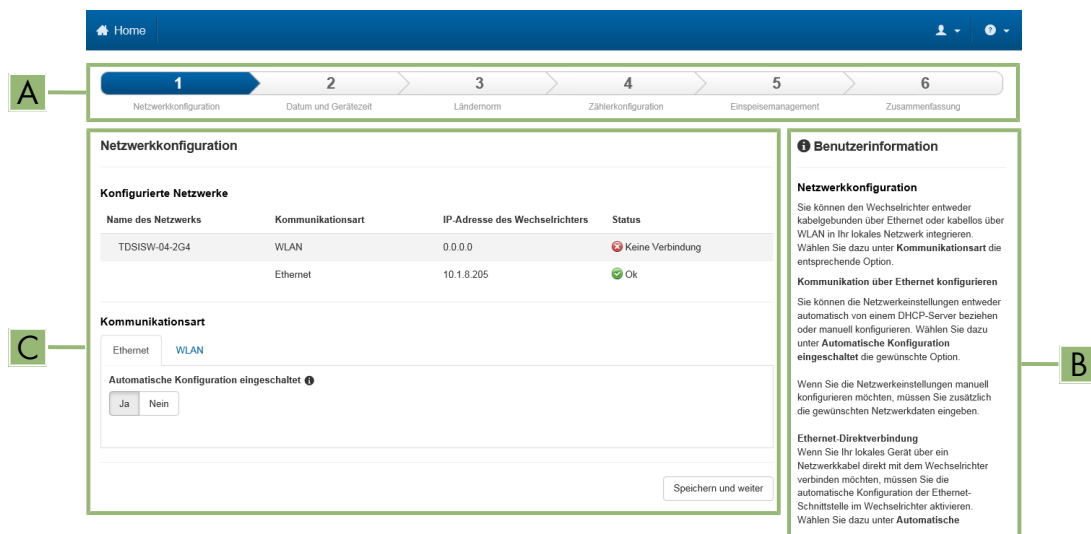 Home
A
1 2 3 4 5 6
Netzwerkkonfiguration Datum und Gerätezeit Ländernorm Zählerkonfiguration Einspeisemanagement Zusammenfassung
C
Netzwerkkonfiguration
Konfigurierte Netzwerke
Name des Netzwerks Kommunikationsart IP-Adresse des Wechselrichters Status
TDSISW-04-2G4 WLAN 0.0.0.0 Keine Verbindung
Ethernet 10.1.8.205 Ok
Kommunikationsart
Ethernet WLAN
Automatische Konfiguration eingeschaltet
Ja Nein
Speichern und weiter
B
Benutzerinformation
Netzwerkkonfiguration
Sie können den Wechselrichter entweder
kabelgebunden über Ethernet oder kabellos über
WLAN in Ihr lokales Netzwerk integrieren.
Wählen Sie dazu unter Kommunikationsart die
entsprechende Option.
Kommunikation über Ethernet konfigurieren
Sie können die Netzwerkeinstellungen entweder
automatisch von einem DHCP-Server beziehen
oder manuell konfigurieren. Wählen Sie dazu
unter Automatische Konfiguration
eingeschaltet die gewünschte Option.
Wenn Sie die Netzwerkeinstellungen manuell
konfigurieren möchten, müssen Sie zusätzlich
die gewünschten Netzwerkdaten eingeben.
Ethernet-Direktverbindung
Wenn Sie Ihr lokales Gerät über ein
Netzwerkkabel direkt mit dem Wechselrichter
verbinden möchten, müssen Sie die
automatische Konfiguration der Ethernet-
Schnittstelle im Wechselrichter aktivieren.
Wählen Sie dazu unter Automatische